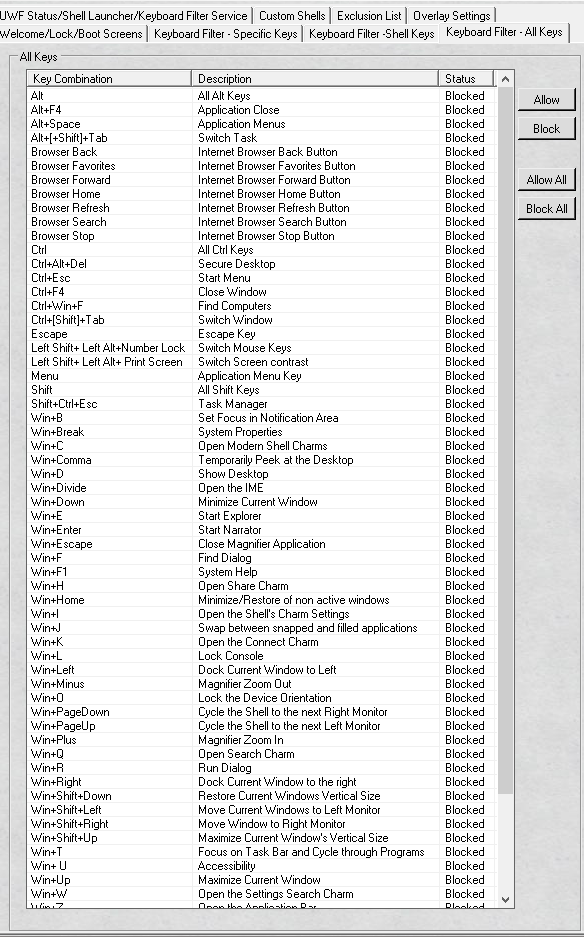 UWF Status/Shell Launcher/Keyboard Filter Service Custom Shells Exclusion List Overlay Settings
Welcome/Lock/Boot Screens Keyboard Filter - Specific Keys Keyboard Filter -Shell Keys Keyboard Filter - All Keys
All Keys
Key Combination Description Status
Alt All Alt Keys Blocked
Alt+F4 Application Close Blocked
Alt+Space Application Menus Blocked
Alt+[+Shift]+Tab Switch Task Blocked
Browser Back Internet Browser Back Button Blocked
Browser Favorites Internet Browser Favorites Button Blocked
Browser Forward Internet Browser Forward Button Blocked
Browser Home Internet Browser Home Button Blocked
Browser Refresh Internet Browser Refresh Button Blocked
Browser Search Internet Browser Search Button Blocked
Browser Stop Internet Browser Stop Button Blocked
Ctrl All Ctrl Keys Blocked
Ctrl+Alt+Del Secure Desktop Blocked
Ctrl+Esc Start Menu Blocked
Ctrl+F4 Close Window Blocked
Ctrl+Win+F Find Computers Blocked
Ctrl+[Shift]+Tab Switch Window Blocked
Escape Escape Key Blocked
Left Shift+ Left Alt+Number Lock Switch Mouse Keys Blocked
Left Shift+ Left Alt+ Print Screen Switch Screen contrast Blocked
Menu Application Menu Key Blocked
Shift All Shift Keys Blocked
Shift+Ctrl+Esc Task Manager Blocked
Win+B Set Focus in Notification Area Blocked
Win+Break System Properties Blocked
Win+C Open Modern Shell Charms Blocked
Win+Comma Temporarily Peek at the Desktop Blocked
Win+D Show Desktop Blocked
Win+Divide Open the IME Blocked
Win+Down Minimize Current Window Blocked
Win+E Start Explorer Blocked
Win+Enter Start Narrator Blocked
Win+Escape Close Magnifier Application Blocked
Win+F Find Dialog Blocked
Win+F1 System Help Blocked
Win+H Open Share Charm Blocked
Win+Home Minimize/Restore of non active windows Blocked
Win+I Open the Shell's Charm Settings Blocked
Win+J Swap between snapped and filled applications Blocked
Win+K Open the Connect Charm Blocked
Win+L Lock Console Blocked
Win+Left Dock Current Window to Left Blocked
Win+Minus Magnifier Zoom Out Blocked
Win+O Lock the Device Orientation Blocked
Win+PageDown Cycle the Shell to the next Right Monitor Blocked
Win+PageUp Cycle the Shell to the next Left Monitor Blocked
Win+Plus Magnifier Zoom In Blocked
Win+Q Open Search Charm Blocked
Win+R Run Dialog Blocked
Win+Right Dock Current Window to the right Blocked
Win+Shift+Down Restore Current Windows Vertical Size Blocked
Win+Shift+Left Move Current Windows to Left Monitor Blocked
Win+Shift+Right Move Window to Right Monitor Blocked
Win+Shift+Up Maximize Current Window's Vertical Size Blocked
Win+T Focus on Task Bar and Cycle through Programs Blocked
Win+ U Accessibility Blocked
Win+Up Maximize Current Window Blocked
Win+W Open the Settings Search Charm Blocked
Win+Z Open the Application Bar Blocked
Allow
Block
Allow All
Block All